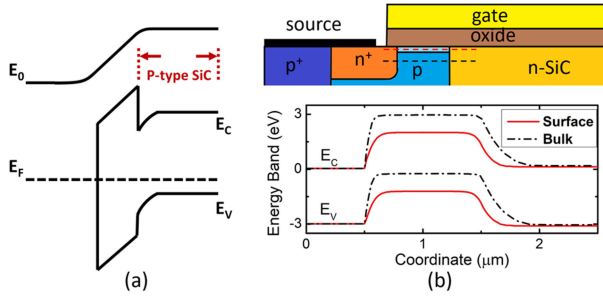 E0
P-type SiC
EC
EF
EV
(a)
source
gate
oxide
p+
n+
p
n-SiC
Energy Band (eV)
3
0
-3
EC
EV
Surface
Bulk
0
1
2
Coordinate (μm)
(b)